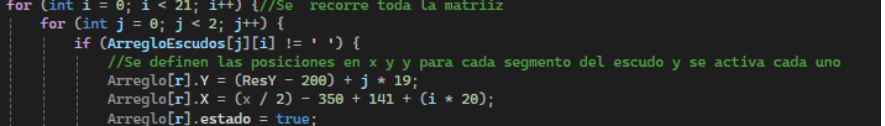 for (int i = 0; i < 21; i++) {//Se recorre toda la matriiz
for (int j = 0; j < 2; j++) {
if (ArregloEscudos[j][i] != ' ') {
//Se definen las posiciones en x y y para cada segmento del escudo y se activa cada uno
Arreglo[r].Y = (ResY - 200) + j * 19;
Arreglo[r].X = (x / 2) - 350 + 141 + (i * 20);
Arreglo[r].estado = true;